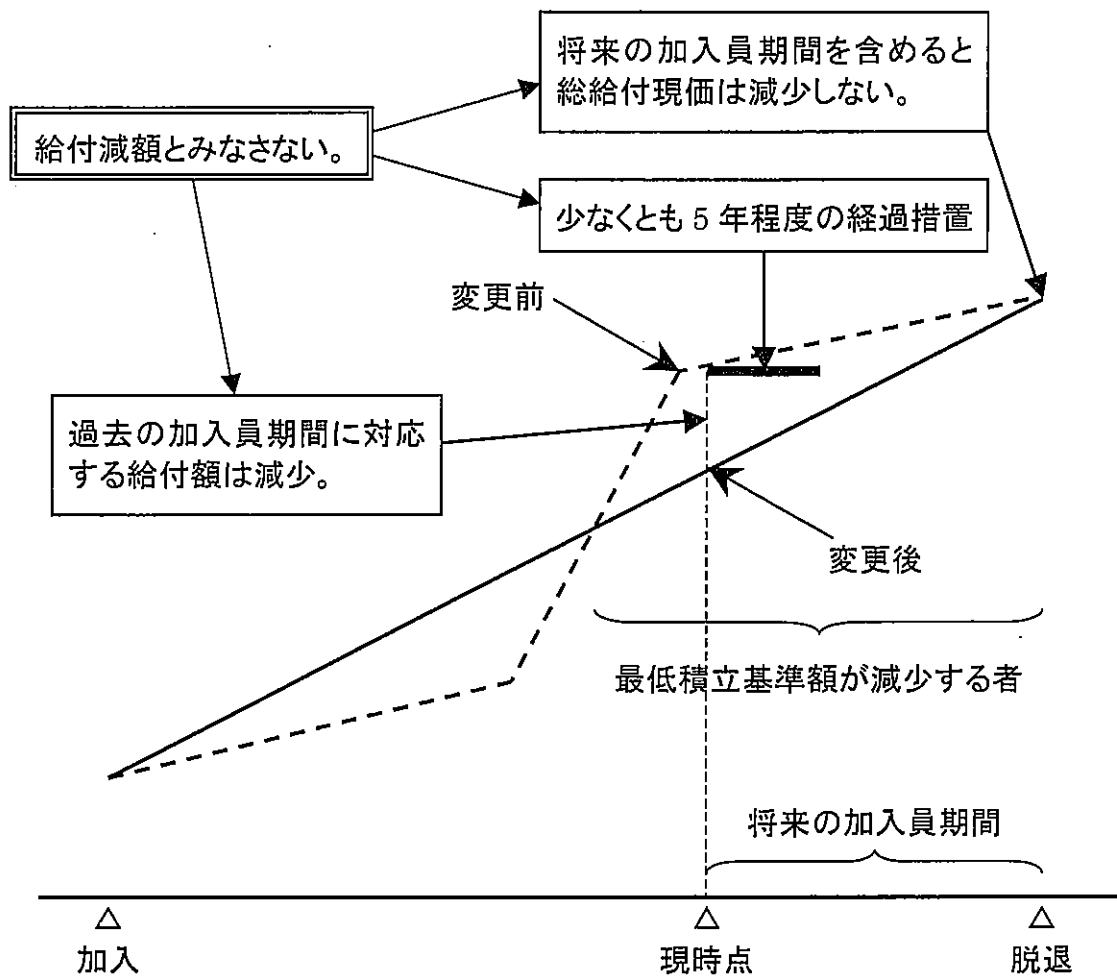 将来の加入員期間を含めると
総給付現価は減少しない。
給付減額とみなさない。
少なくとも5年程度の経過措置
変更前
過去の加入員期間に対応
する給付額は減少。
変更後
最低積立基準額が減少する者
将来の加入員期間
△ △ △
加入 現時点 脱退